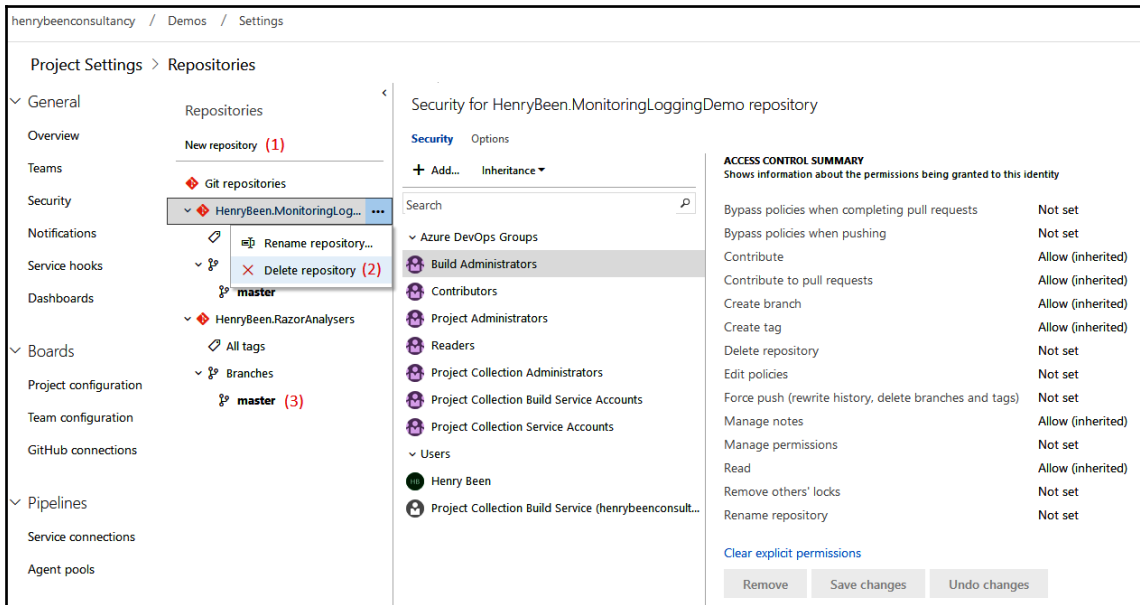 henrybeenconsultancy / Demos / Settings
Project Settings > Repositories
General
Overview
Teams
Security
Notifications
Service hooks
Dashboards
Boards
Project configuration
Team configuration
GitHub connections
Pipelines
Service connections
Agent pools
Repositories
New repository (1)
Git repositories
HenryBeen.MonitoringLog... ...
Rename repository...
Delete repository (2)
master
HenryBeen.RazorAnalysers
All tags
Branches
master (3)
Security for HenryBeen.MonitoringLoggingDemo repository
Security Options
+ Add... Inheritance
Search
Azure DevOps Groups
Build Administrators
Contributors
Project Administrators
Readers
Project Collection Administrators
Project Collection Build Service Accounts
Project Collection Service Accounts
Users
HB Henry Been
Project Collection Build Service (henrybeenconsult...
ACCESS CONTROL SUMMARY
Shows information about the permissions being granted to this identity
Bypass policies when completing pull requests Not set
Bypass policies when pushing Not set
Contribute Allow (inherited)
Contribute to pull requests Allow (inherited)
Create branch Allow (inherited)
Create tag Allow (inherited)
Delete repository Not set
Edit policies Not set
Force push (rewrite history, delete branches and tags) Not set
Manage notes Allow (inherited)
Manage permissions Not set
Read Allow (inherited)
Remove others' locks Not set
Rename repository Not set
Clear explicit permissions
Remove Save changes Undo changes